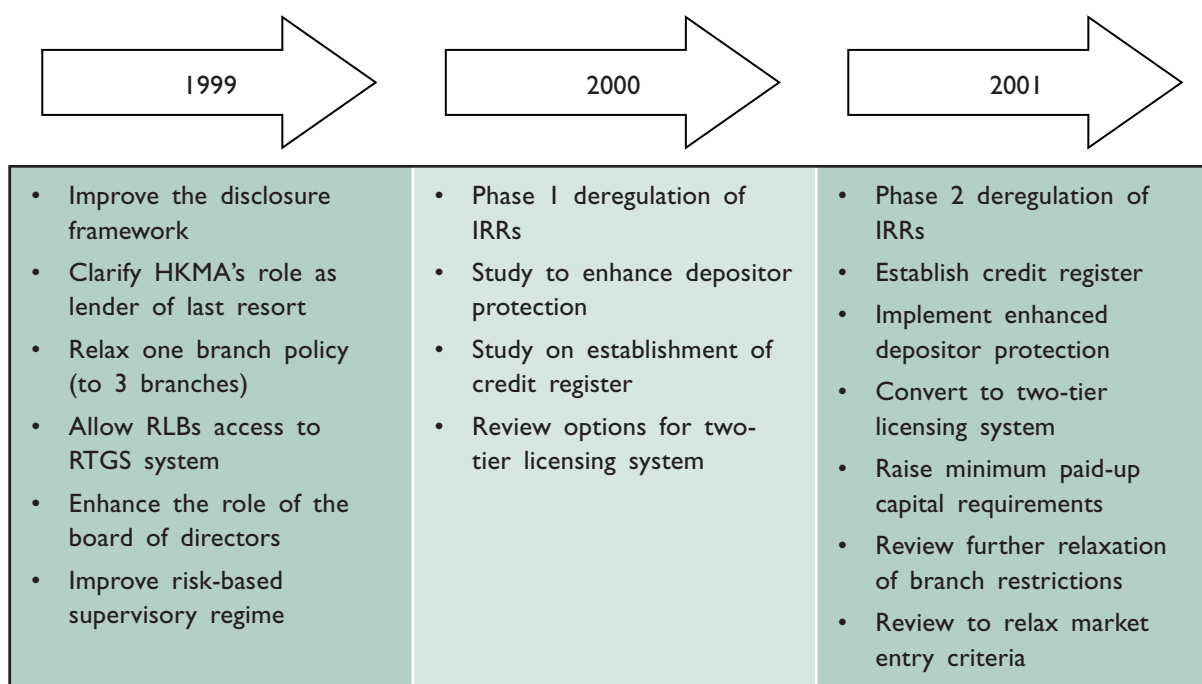 1999
2000
2001
• Improve the disclosure
framework
• Clarify HKMA's role as
lender of last resort
• Relax one branch policy
(to 3 branches)
• Allow RLBs access to
RTGS system
• Enhance the role of the
board of directors
• Improve risk-based
supervisory regime
• Phase 1 deregulation of
IRRs
• Study to enhance depositor
protection
• Study on establishment of
credit register
• Review options for two-
tier licensing system
• Phase 2 deregulation of
IRRs
• Establish credit register
• Implement enhanced
depositor protection
• Convert to two-tier
licensing system
• Raise minimum paid-up
capital requirements
• Review further relaxation
of branch restrictions
• Review to relax market
entry criteria